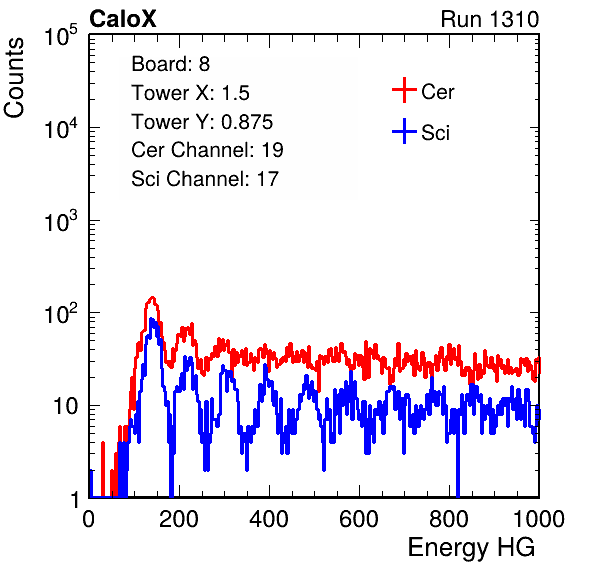 CaloX Run 1310
Counts
Board: 8
Tower X: 1.5
Tower Y: 0.875
Cer Channel: 19
Sci Channel: 17
Cer
Sci
10^5
10^4
10^3
10^2
10
1
0 200 400 600 800 1000
Energy HG